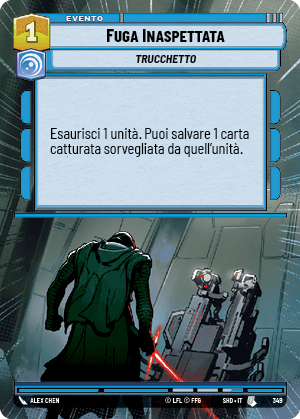 1
EVENTO
FUGA INASPETTATA
TRUCCHETTO
Esaurisci 1 unità. Puoi salvare 1 carta
catturata sorvegliata da quell'unità.
ALEX CHEN
© LFL © FFG
SHD • IT
349